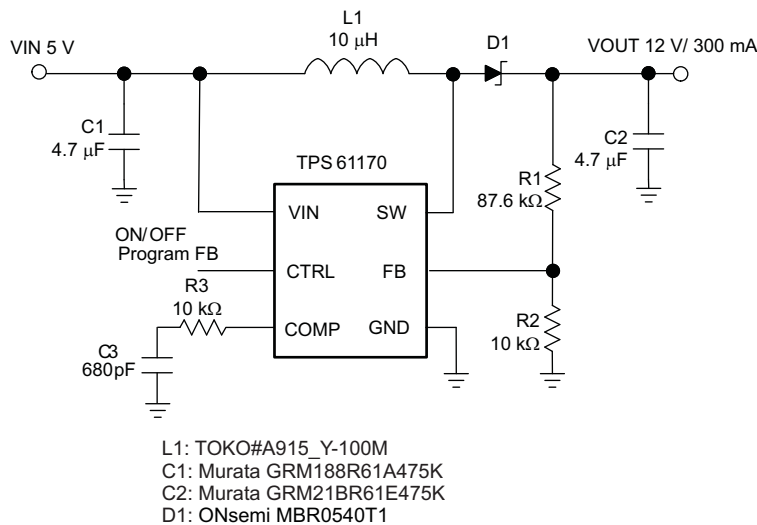 L1
10 μH
D1
VIN 5 V
VOUT 12 V/ 300 mA
C1
4.7 μF
C2
4.7 μF
TPS 61170
R1
87.6 kΩ
VIN
SW
ON/OFF
Program FB
CTRL
FB
R3
10 kΩ
COMP
GND
R2
10 kΩ
C3
680pF
L1: TOKO#A915_Y-100M
C1: Murata GRM188R61A475K
C2: Murata GRM21BR61E475K
D1: ONsemi MBR0540T1